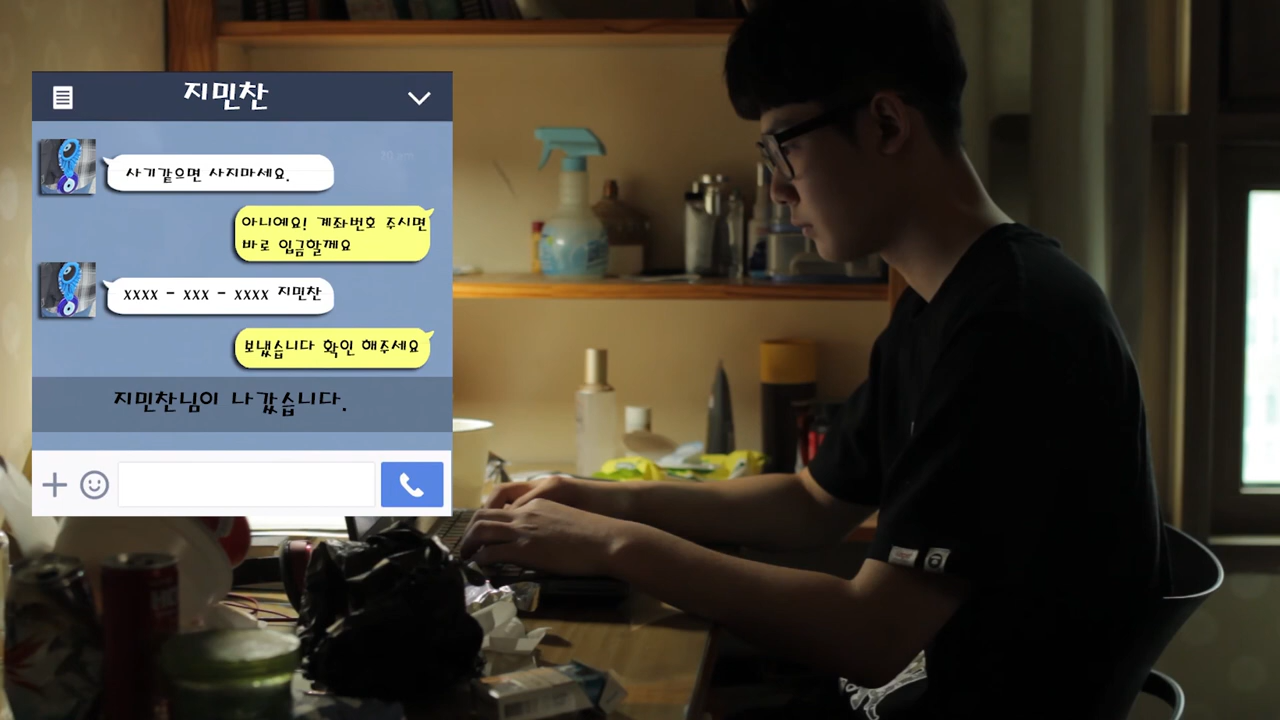 지민찬
사기같으면 사지마세요.
아니에요! 계좌번호 주시면
바로 입금할께요
xxxx - xxx - xxxx 지민찬
보냈습니다 확인 해주세요
지민찬님이 나갔습니다.